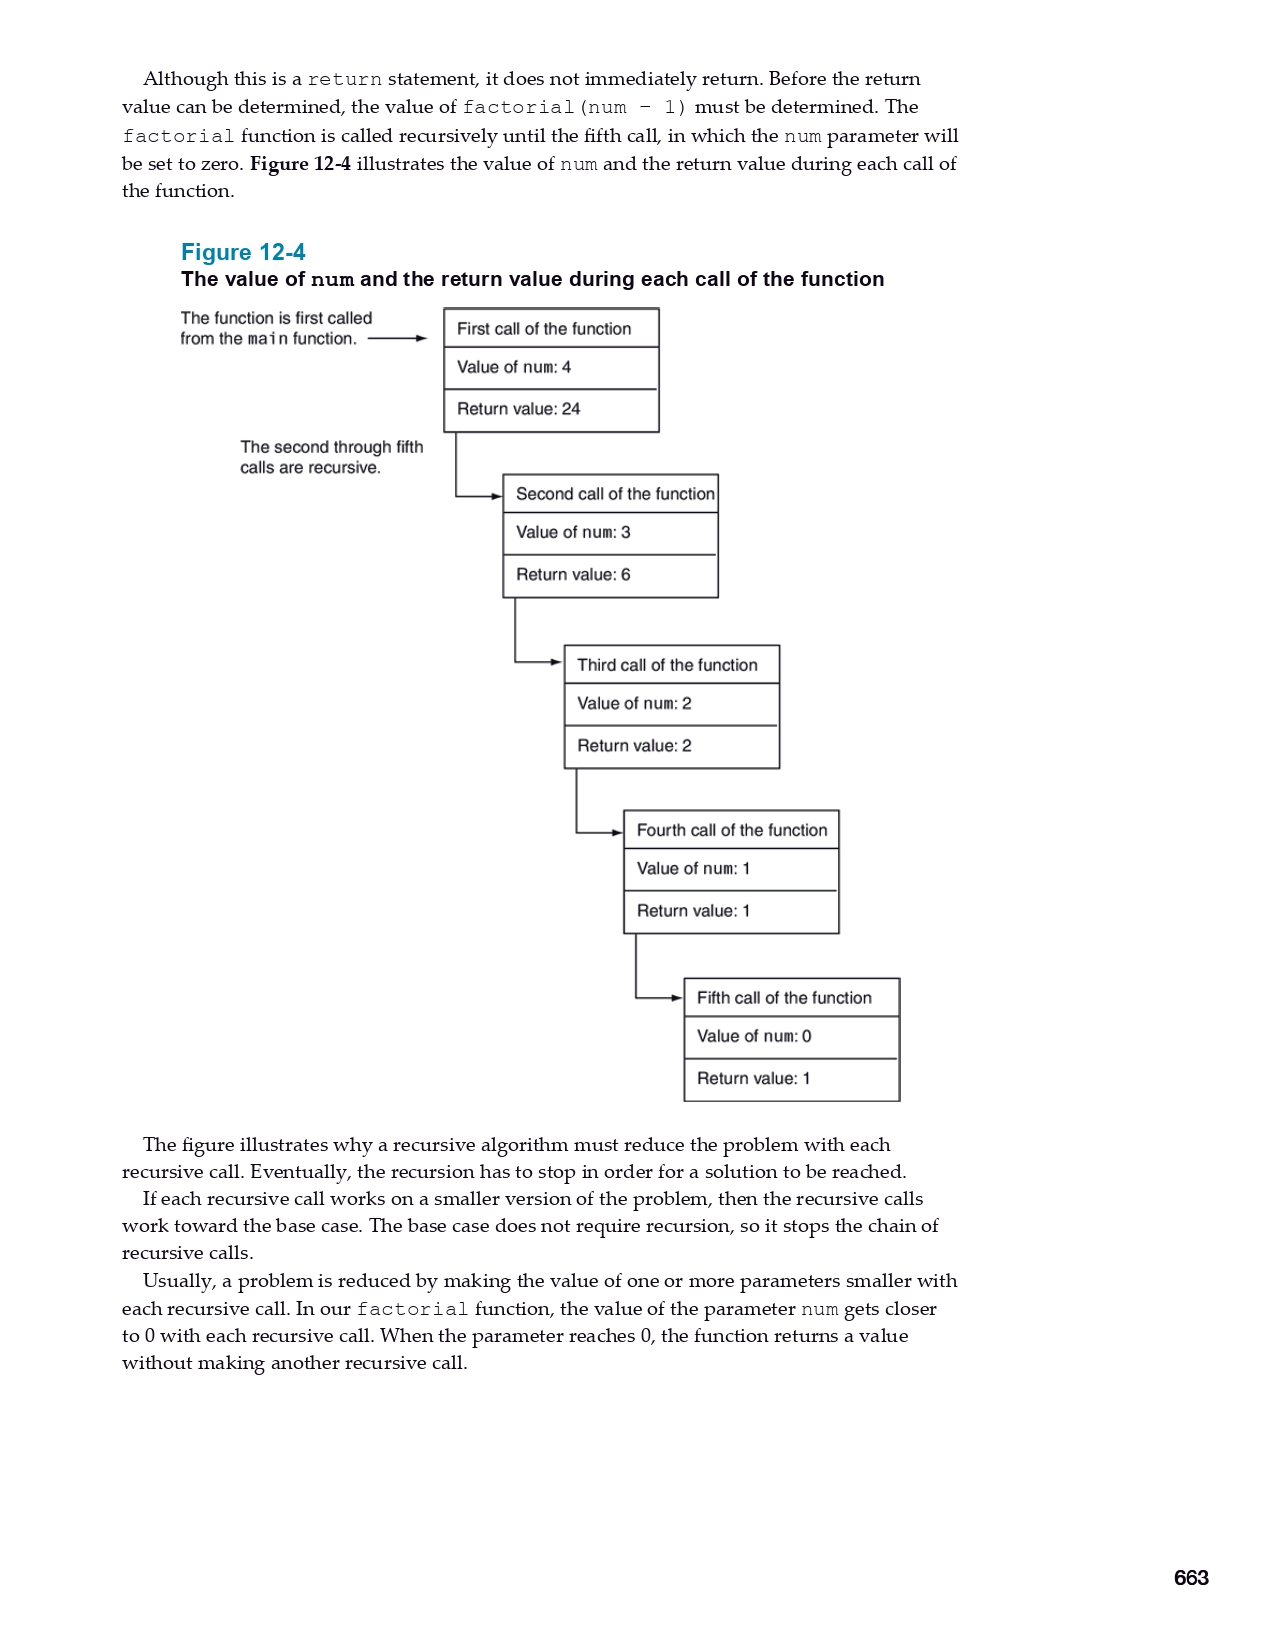 Although this is a return statement, it does not immediately return. Before the return
value can be determined, the value of factorial(num − 1) must be determined. The
factorial function is called recursively until the fifth call, in which the num parameter will
be set to zero. Figure 12-4 illustrates the value of num and the return value during each call of
the function.
Figure 12-4
The value of num and the return value during each call of the function
The function is first called
from the main function.
First call of the function
Value of num: 4
Return value: 24
The second through fifth
calls are recursive.
Second call of the function
Value of num: 3
Return value: 6
Third call of the function
Value of num: 2
Return value: 2
Fourth call of the function
Value of num: 1
Return value: 1
Fifth call of the function
Value of num: 0
Return value: 1
The figure illustrates why a recursive algorithm must reduce the problem with each
recursive call. Eventually, the recursion has to stop in order for a solution to be reached.
If each recursive call works on a smaller version of the problem, then the recursive calls
work toward the base case. The base case does not require recursion, so it stops the chain of
recursive calls.
Usually, a problem is reduced by making the value of one or more parameters smaller with
each recursive call. In our factorial function, the value of the parameter num gets closer
to 0 with each recursive call. When the parameter reaches 0, the function returns a value
without making another recursive call.
663